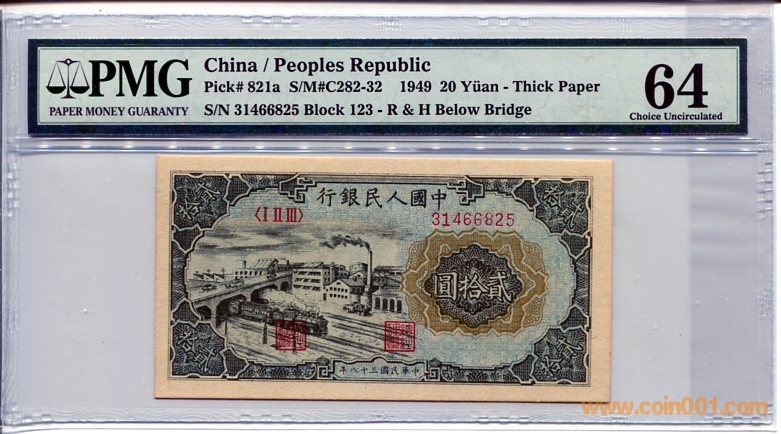 PMG
PAPER MONEY GUARANTY
China / Peoples Republic
Pick# 821a S/M#C282-32 1949 20 Yüan - Thick Paper
S/N 31466825 Block 123 - R & H Below Bridge
64
Choice Uncirculated
行銀民人國中
〈I II III〉
31466825
圓拾貳
年八十三國民華中
www.coin001.com